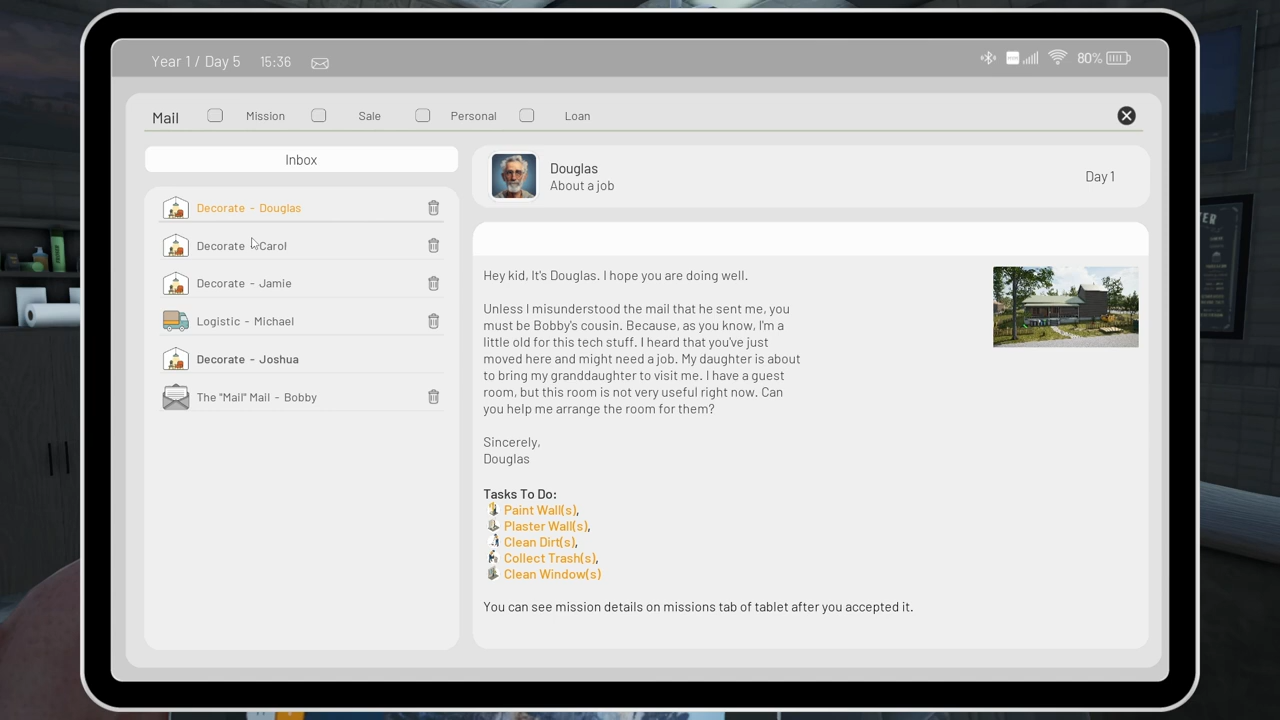 Year 1 / Day 5 15:36 80%
Mail Mission Sale Personal Loan
Inbox
Decorate - Douglas
Decorate - Carol
Decorate - Jamie
Logistic - Michael
Decorate - Joshua
The "Mail" Mail - Bobby
Douglas
About a job
Day 1
Hey kid, It's Douglas. I hope you are doing well.
Unless I misunderstood the mail that he sent me, you
must be Bobby's cousin. Because, as you know, I'm a
little old for this tech stuff. I heard that you've just
moved here and might need a job. My daughter is about
to bring my granddaughter to visit me. I have a guest
room, but this room is not very useful right now. Can
you help me arrange the room for them?
Sincerely,
Douglas
Tasks To Do:
Paint Wall(s),
Plaster Wall(s),
Clean Dirt(s),
Collect Trash(s),
Clean Window(s)
You can see mission details on missions tab of tablet after you accepted it.